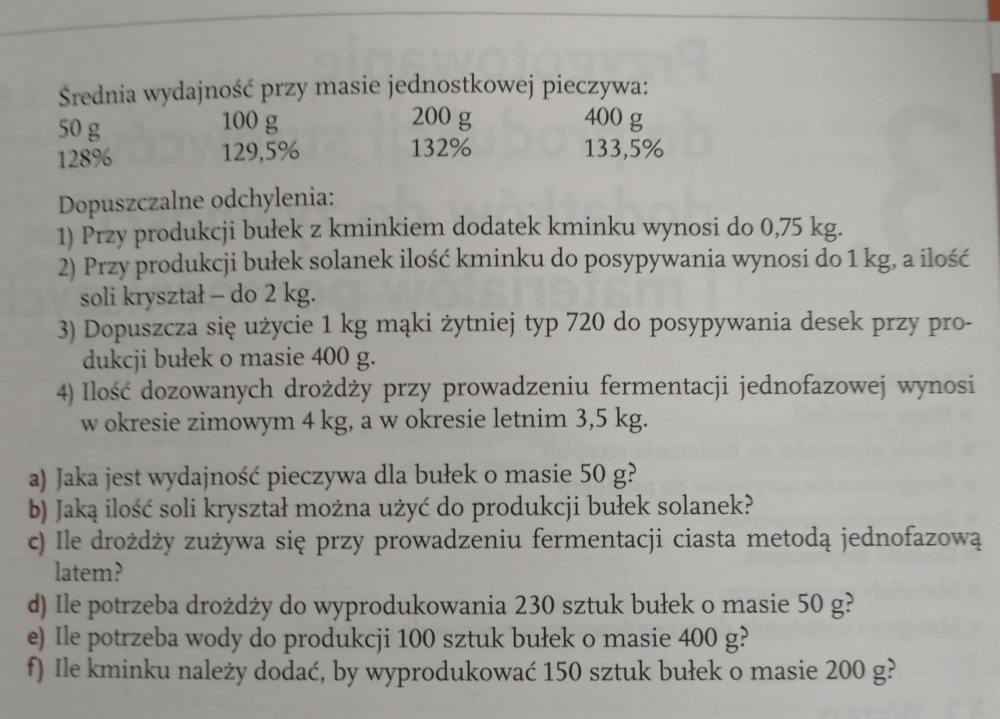 Średnia wydajność przy masie jednostkowej pieczywa:
50 g 100 g 200 g 400 g
128% 129,5% 132% 133,5%
Dopuszczalne odchylenia:
1) Przy produkcji bułek z kminkiem dodatek kminku wynosi do 0,75 kg.
2) Przy produkcji bułek solanek ilość kminku do posypywania wynosi do 1 kg, a ilość
soli kryształ – do 2 kg.
3) Dopuszcza się użycie 1 kg mąki żytniej typ 720 do posypywania desek przy pro-
dukcji bułek o masie 400 g.
4) Ilość dozowanych drożdży przy prowadzeniu fermentacji jednofazowej wynosi
w okresie zimowym 4 kg, a w okresie letnim 3,5 kg.
a) Jaka jest wydajność pieczywa dla bułek o masie 50 g?
b) Jaką ilość soli kryształ można użyć do produkcji bułek solanek?
c) Ile drożdży zużywa się przy prowadzeniu fermentacji ciasta metodą jednofazową
latem?
d) Ile potrzeba drożdży do wyprodukowania 230 sztuk bułek o masie 50 g?
e) Ile potrzeba wody do produkcji 100 sztuk bułek o masie 400 g?
f) Ile kminku należy dodać, by wyprodukować 150 sztuk bułek o masie 200 g?